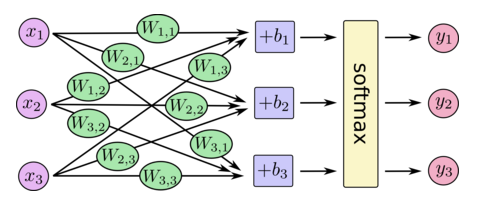 x₁ W₁,₁ +b₁ y₁
W₂,₁ W₁,₃
W₁,₂
x₂ W₂,₂ +b₂ softmax y₂
W₃,₂
W₃,₁
W₂,₃
x₃ W₃,₃ +b₃ y₃